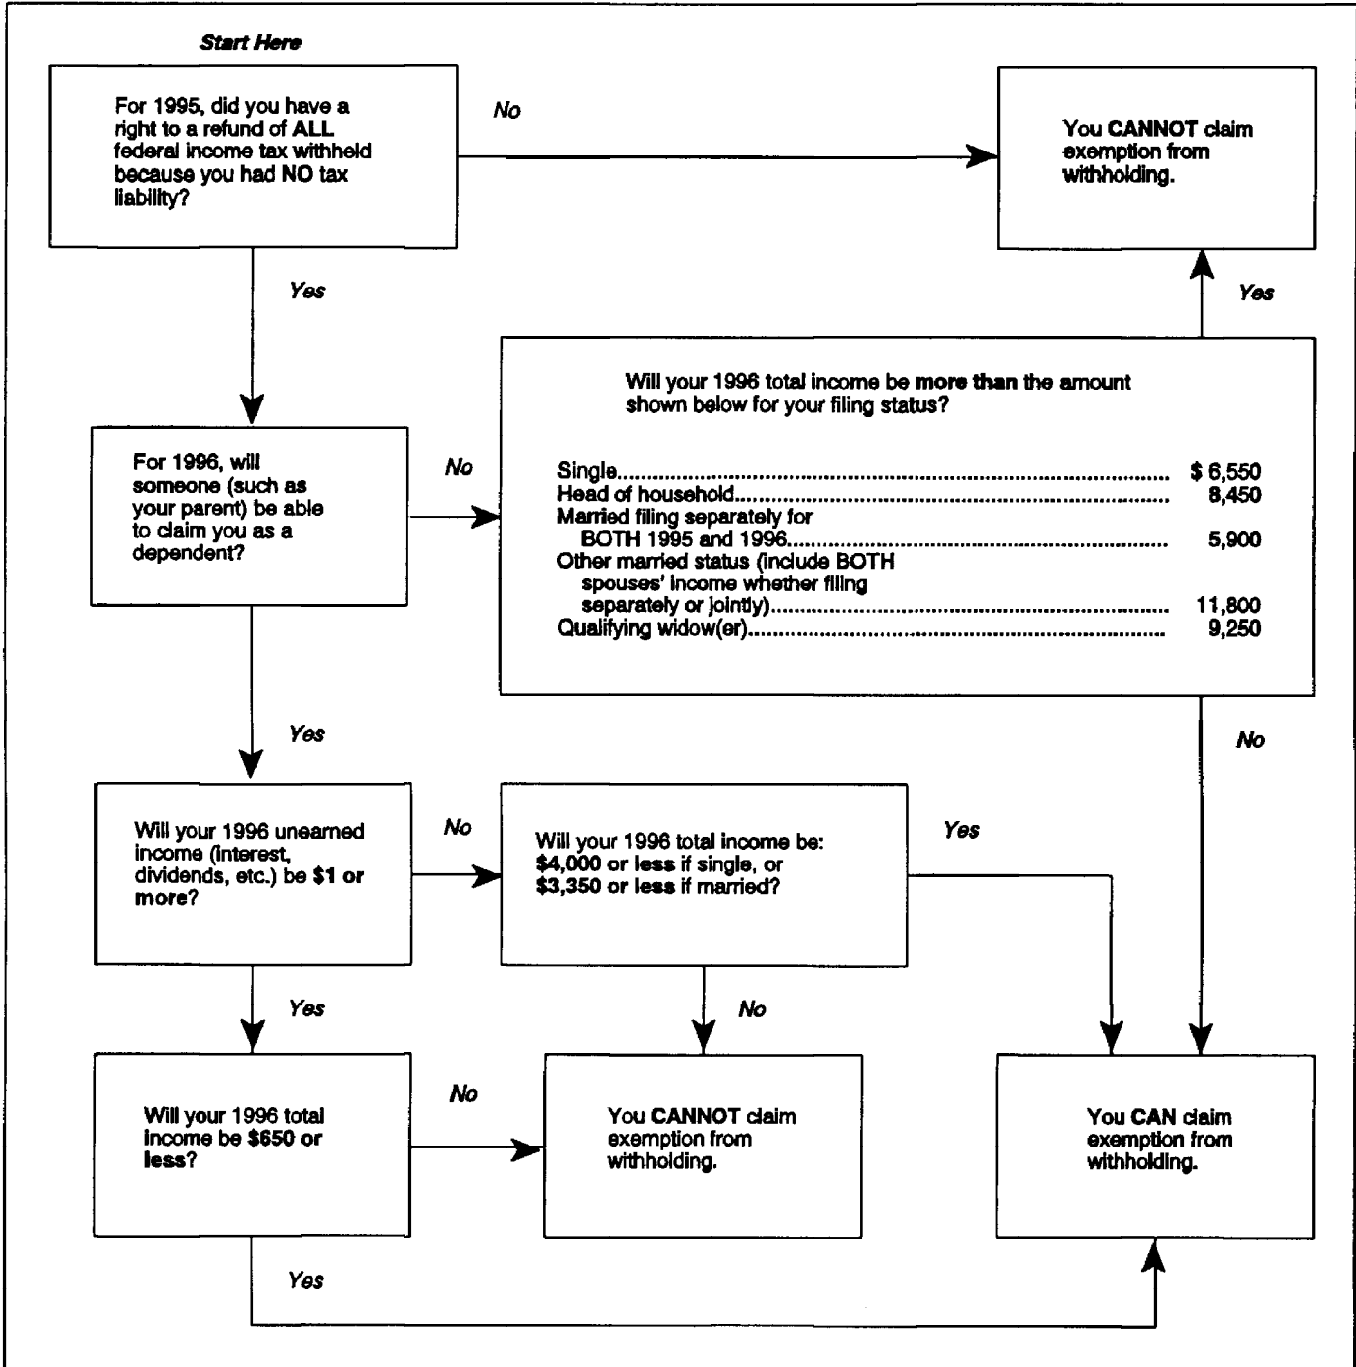 Start Here
For 1995, did you have a
right to a refund of ALL
federal income tax withheld
because you had NO tax
liability?
No
You CANNOT claim
exemption from
withholding.
Yes
Yes
Will your 1996 total income be more than the amount
shown below for your filing status?
Single.......... $ 6,550
Head of household.......... 8,450
Married filing separately for
BOTH 1995 and 1996.......... 5,900
Other married status (include BOTH
spouses' income whether filing
separately or jointly).......... 11,800
Qualifying widow(er).......... 9,250
For 1996, will
someone (such as
your parent) be able
to claim you as a
dependent?
No
Yes
No
Will your 1996 unearned
income (interest,
dividends, etc.) be $1 or
more?
No
Will your 1996 total income be:
$4,000 or less if single, or
$3,350 or less if married?
Yes
Yes
No
Will your 1996 total
income be $650 or
less?
No
You CANNOT claim
exemption from
withholding.
You CAN claim
exemption from
withholding.
Yes